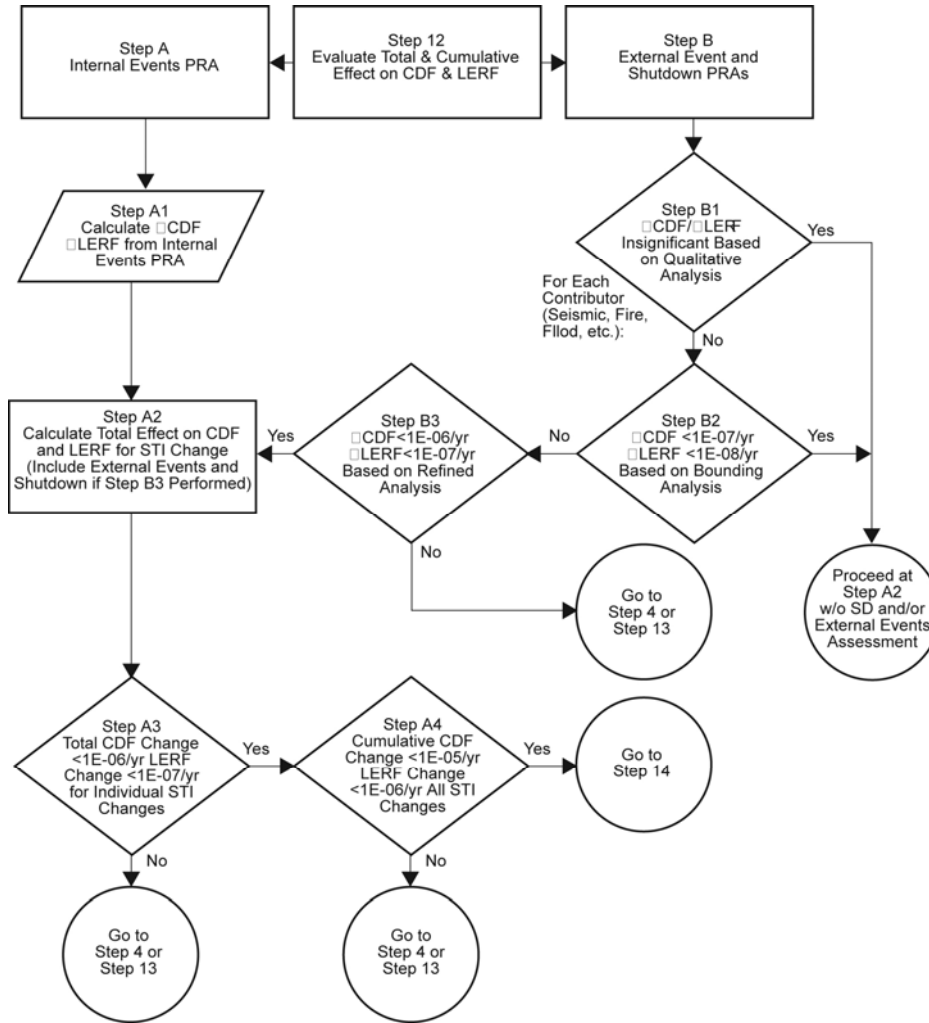 Step A
Internal Events PRA
Step 12
Evaluate Total & Cumulative
Effect on CDF & LERF
Step B
External Event and
Shutdown PRAs
Step A1
Calculate □CDF
□LERF from Internal
Events PRA
Step B1
□CDF/□LERF
Insignificant Based
on Qualitative
Analysis
Yes
For Each
Contributor
(Seismic, Fire,
Fllod, etc.):
No
Step A2
Calculate Total Effect on CDF
and LERF for STI Change
(Include External Events and
Shutdown if Step B3 Performed)
Yes
Step B3
□CDF<1E-06/yr
□LERF<1E-07/yr
Based on Refined
Analysis
No
Step B2
□CDF <1E-07/yr
□LERF <1E-08/yr
Based on Bounding
Analysis
Yes
No
Go to
Step 4 or
Step 13
Proceed at
Step A2
w/o SD and/or
External Events
Assessment
Step A3
Total CDF Change
<1E-06/yr LERF
Change <1E-07/yr
for Individual STI
Changes
Yes
Step A4
Cumulative CDF
Change <1E-05/yr
LERF Change
<1E-06/yr All STI
Changes
Yes
Go to
Step 14
No
No
Go to
Step 4 or
Step 13
Go to
Step 4 or
Step 13